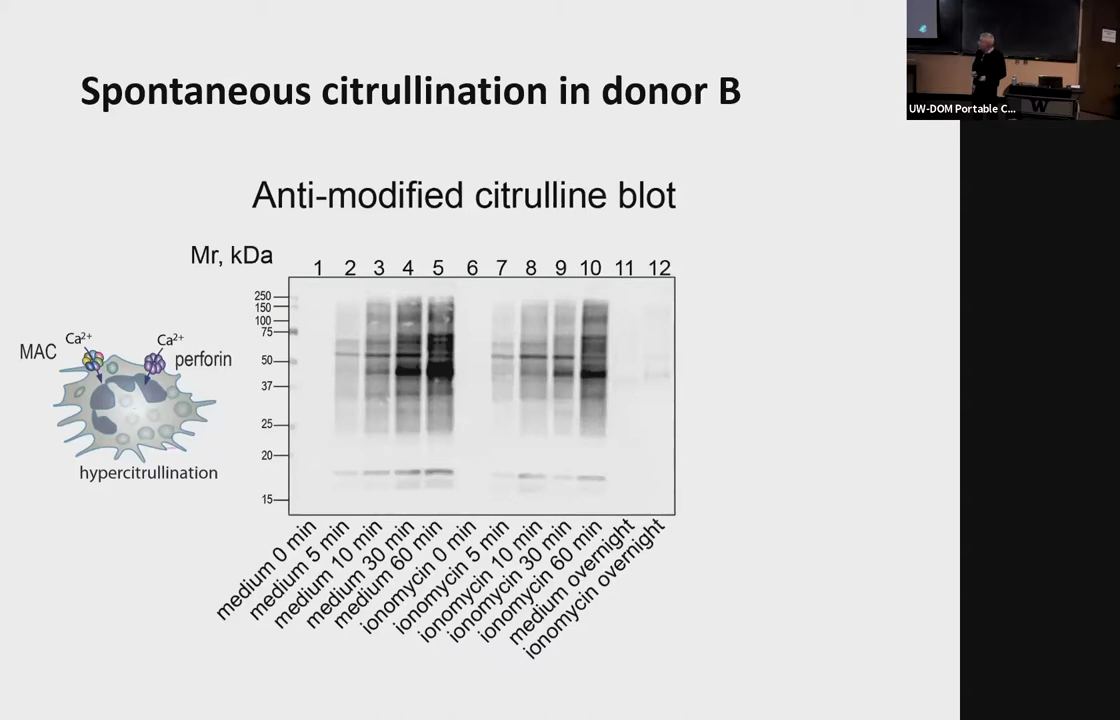 Spontaneous citrullination in donor B
UW-DOM Portable C...
W
Anti-modified citrulline blot
Mr, kDa
1 2 3 4 5 6 7 8 9 10 11 12
250
150
100
75
50
37
25
20
15
MAC
Ca2+
Ca2+
perforin
hypercitrullination
medium 0 min
medium 5 min
medium 10 min
medium 30 min
medium 60 min
ionomycin 0 min
ionomycin 5 min
ionomycin 10 min
ionomycin 30 min
ionomycin 60 min
medium overnight
ionomycin overnight